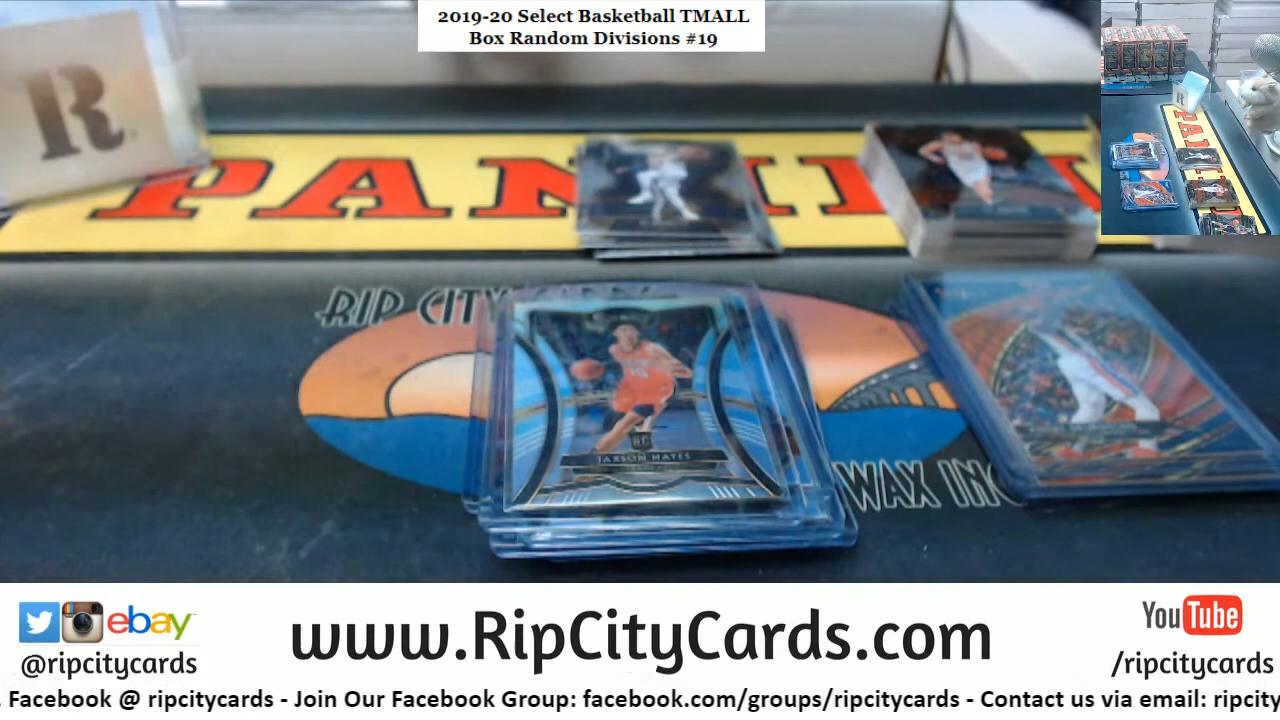 2019-20 Select Basketball TMALL
Box Random Divisions #19
R
PANINI
RIP CITY
WAX INC
RC
JAXSON HAYES
ebay
@ripcitycards
www.RipCityCards.com
YouTube
/ripcitycards
Facebook @ ripcitycards - Join Our Facebook Group: facebook.com/groups/ripcitycards - Contact us via email: ripcity